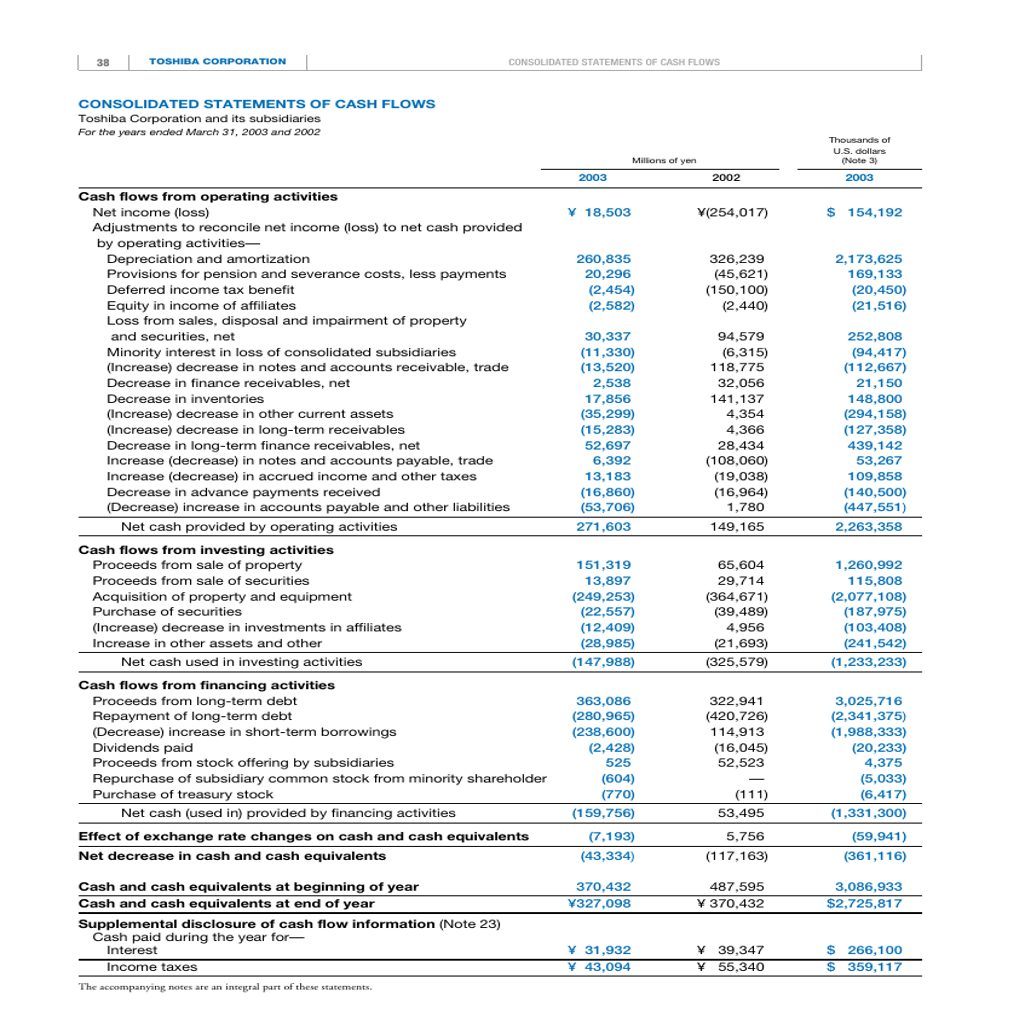 38 TOSHIBA CORPORATION CONSOLIDATED STATEMENTS OF CASH FLOWS
CONSOLIDATED STATEMENTS OF CASH FLOWS
Toshiba Corporation and its subsidiaries
For the years ended March 31, 2003 and 2002
Thousands of
U.S. dollars
Millions of yen (Note 3)
2003 2002 2003
Cash flows from operating activities
Net income (loss) ¥ 18,503 ¥(254,017) $ 154,192
Adjustments to reconcile net income (loss) to net cash provided
by operating activities—
Depreciation and amortization 260,835 326,239 2,173,625
Provisions for pension and severance costs, less payments 20,296 (45,621) 169,133
Deferred income tax benefit (2,454) (150,100) (20,450)
Equity in income of affiliates (2,582) (2,440) (21,516)
Loss from sales, disposal and impairment of property
and securities, net 30,337 94,579 252,808
Minority interest in loss of consolidated subsidiaries (11,330) (6,315) (94,417)
(Increase) decrease in notes and accounts receivable, trade (13,520) 118,775 (112,667)
Decrease in finance receivables, net 2,538 32,056 21,150
Decrease in inventories 17,856 141,137 148,800
(Increase) decrease in other current assets (35,299) 4,354 (294,158)
(Increase) decrease in long-term receivables (15,283) 4,366 (127,358)
Decrease in long-term finance receivables, net 52,697 28,434 439,142
Increase (decrease) in notes and accounts payable, trade 6,392 (108,060) 53,267
Increase (decrease) in accrued income and other taxes 13,183 (19,038) 109,858
Decrease in advance payments received (16,860) (16,964) (140,500)
(Decrease) increase in accounts payable and other liabilities (53,706) 1,780 (447,551)
Net cash provided by operating activities 271,603 149,165 2,263,358
Cash flows from investing activities
Proceeds from sale of property 151,319 65,604 1,260,992
Proceeds from sale of securities 13,897 29,714 115,808
Acquisition of property and equipment (249,253) (364,671) (2,077,108)
Purchase of securities (22,557) (39,489) (187,975)
(Increase) decrease in investments in affiliates (12,409) 4,956 (103,408)
Increase in other assets and other (28,985) (21,693) (241,542)
Net cash used in investing activities (147,988) (325,579) (1,233,233)
Cash flows from financing activities
Proceeds from long-term debt 363,086 322,941 3,025,716
Repayment of long-term debt (280,965) (420,726) (2,341,375)
(Decrease) increase in short-term borrowings (238,600) 114,913 (1,988,333)
Dividends paid (2,428) (16,045) (20,233)
Proceeds from stock offering by subsidiaries 525 52,523 4,375
Repurchase of subsidiary common stock from minority shareholder (604) — (5,033)
Purchase of treasury stock (770) (111) (6,417)
Net cash (used in) provided by financing activities (159,756) 53,495 (1,331,300)
Effect of exchange rate changes on cash and cash equivalents (7,193) 5,756 (59,941)
Net decrease in cash and cash equivalents (43,334) (117,163) (361,116)
Cash and cash equivalents at beginning of year 370,432 487,595 3,086,933
Cash and cash equivalents at end of year ¥327,098 ¥ 370,432 $2,725,817
Supplemental disclosure of cash flow information (Note 23)
Cash paid during the year for—
Interest ¥ 31,932 ¥ 39,347 $ 266,100
Income taxes ¥ 43,094 ¥ 55,340 $ 359,117
The accompanying notes are an integral part of these statements.